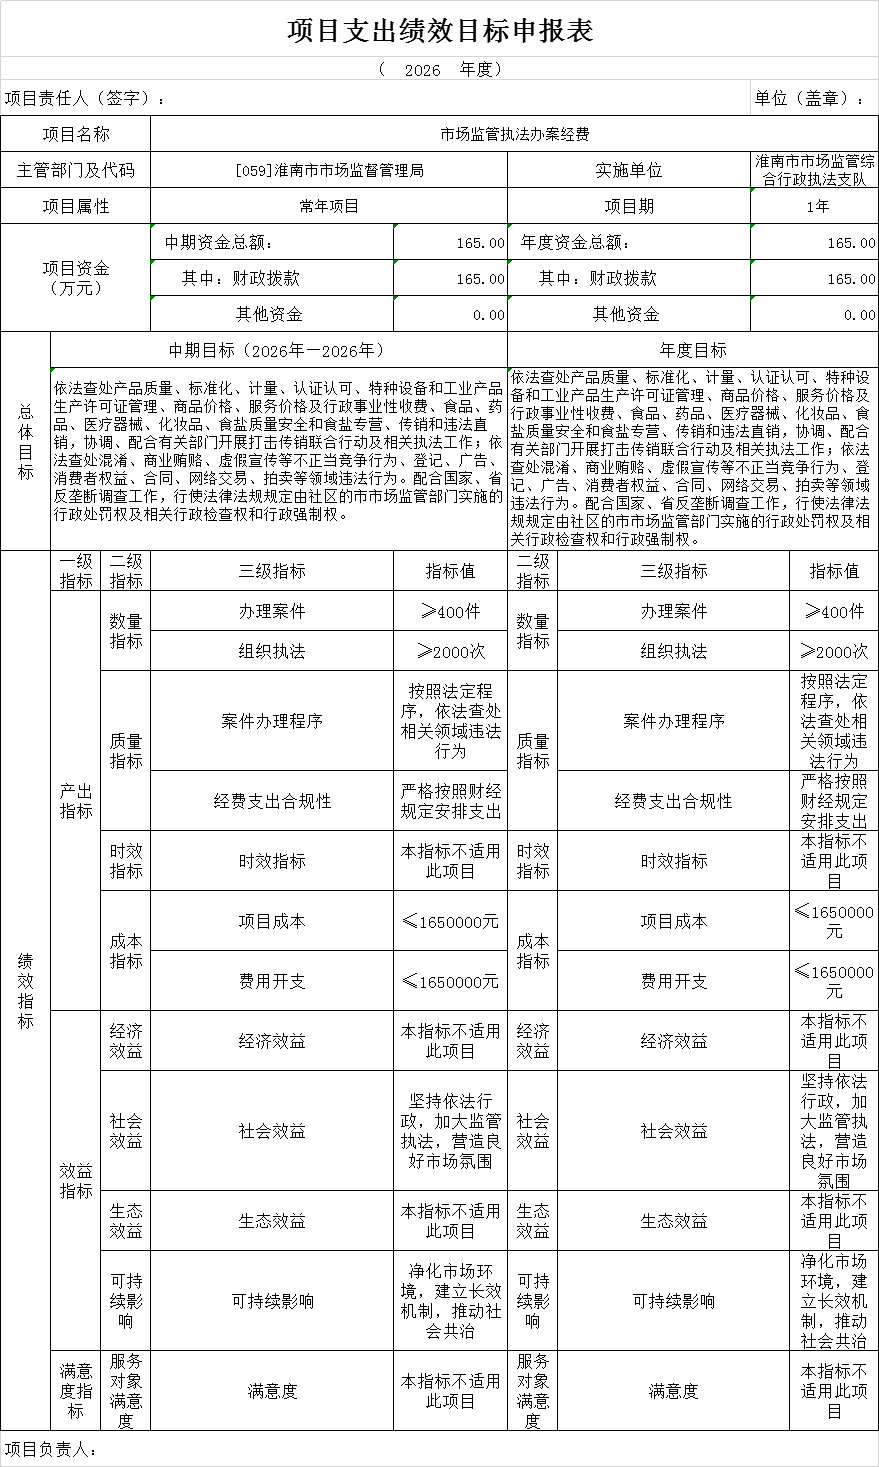 项目支出绩效目标申报表
（ 2026 年度）
项目责任人（签字）： 单位（盖章）：
项目名称 市场监管执法办案经费
主管部门及代码 [059]淮南市市场监督管理局 实施单位 淮南市市场监管综
合行政执法支队
项目属性 常年项目 项目期 1年
项目资金
（万元）
中期资金总额： 165.00 年度资金总额： 165.00
其中：财政拨款 165.00 其中：财政拨款 165.00
其他资金 0.00 其他资金 0.00
总
体
目
标
中期目标（2026年—2026年） 年度目标
依法查处产品质量、标准化、计量、认证认可、特种设备和工业产品
生产许可证管理、商品价格、服务价格及行政事业性收费、食品、药
品、医疗器械、化妆品、食盐质量安全和食盐专营、传销和违法直
销，协调、配合有关部门开展打击传销联合行动及相关执法工作；依
法查处混淆、商业贿赂、虚假宣传等不正当竞争行为、登记、广告、
消费者权益、合同、网络交易、拍卖等领域违法行为。配合国家、省
反垄断调查工作，行使法律法规规定由社区的市市场监管部门实施的
行政处罚权及相关行政检查权和行政强制权。
依法查处产品质量、标准化、计量、认证认可、特种设
备和工业产品生产许可证管理、商品价格、服务价格及
行政事业性收费、食品、药品、医疗器械、化妆品、食
盐质量安全和食盐专营、传销和违法直销，协调、配合
有关部门开展打击传销联合行动及相关执法工作；依法
查处混淆、商业贿赂、虚假宣传等不正当竞争行为、登
记、广告、消费者权益、合同、网络交易、拍卖等领域
违法行为。配合国家、省反垄断调查工作，行使法律法
规规定由社区的市市场监管部门实施的行政处罚权及相
关行政检查权和行政强制权。
绩
效
指
标
一级
指标
二级
指标
三级指标 指标值
二级
指标
三级指标 指标值
产出
指标
数量
指标
办理案件 ≥400件
数量
指标
办理案件 ≥400件
组织执法 ≥2000次 组织执法 ≥2000次
质量
指标
案件办理程序
按照法定程
序，依法查处
相关领域违法
行为
质量
指标
案件办理程序
按照法定
程序，依
法查处相
关领域违
法行为
经费支出合规性
严格按照财经
规定安排支出
经费支出合规性
严格按照
财经规定
安排支出
时效
指标
时效指标
本指标不适用
此项目
时效
指标
时效指标
本指标不
适用此项
目
成本
指标
项目成本 ≤1650000元
成本
指标
项目成本
≤1650000
元
费用开支 ≤1650000元 费用开支
≤1650000
元
效益
指标
经济
效益
经济效益
本指标不适用
此项目
经济
效益
经济效益
本指标不
适用此项
目
社会
效益
社会效益
坚持依法行
政，加大监管
执法，营造良
好市场氛围
社会
效益
社会效益
坚持依法
行政，加
大监管执
法，营造
良好市场
氛围
生态
效益
生态效益
本指标不适用
此项目
生态
效益
生态效益
本指标不
适用此项
目
可持
续影
响
可持续影响
净化市场环
境，建立长效
机制，推动社
会共治
可持
续影
响
可持续影响
净化市场
环境，建
立长效机
制，推动
社会共治
满意
度指
标
服务
对象
满意
度
满意度
本指标不适用
此项目
服务
对象
满意
度
满意度
本指标不
适用此项
目
项目负责人：